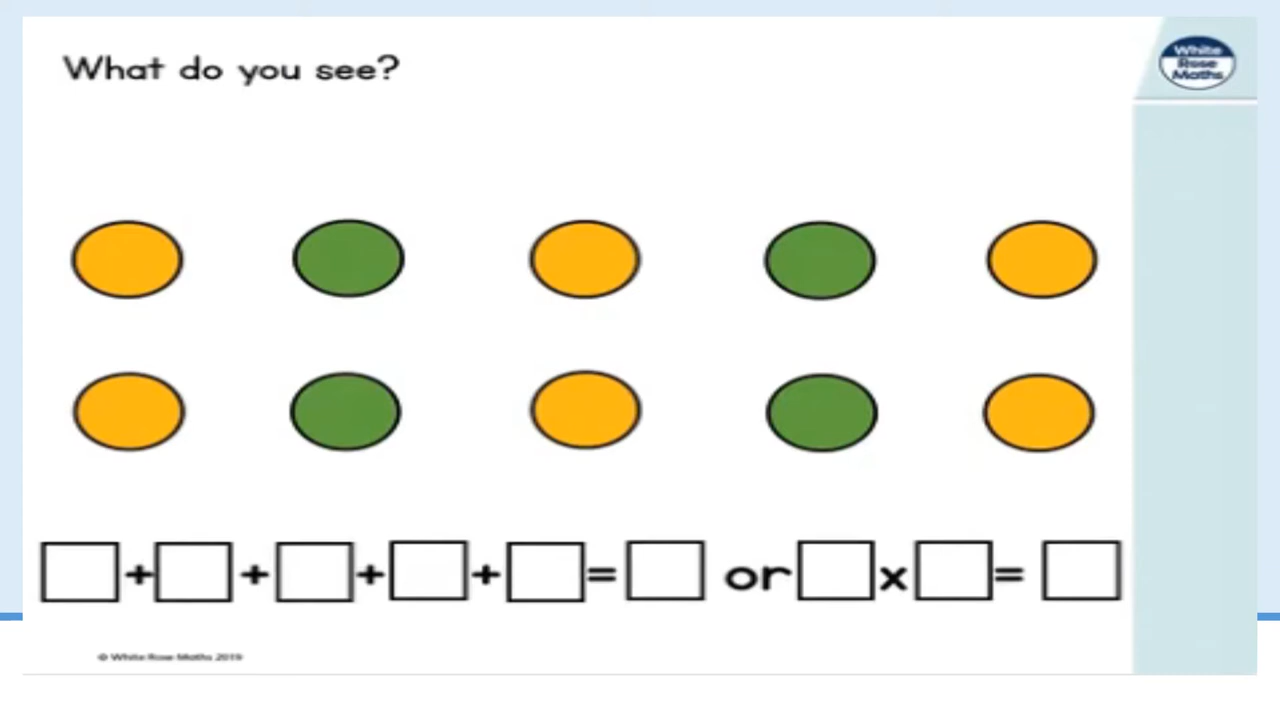 What do you see?
White
Rose
Maths
+ + + + = or x =
© White Rose Maths 2019